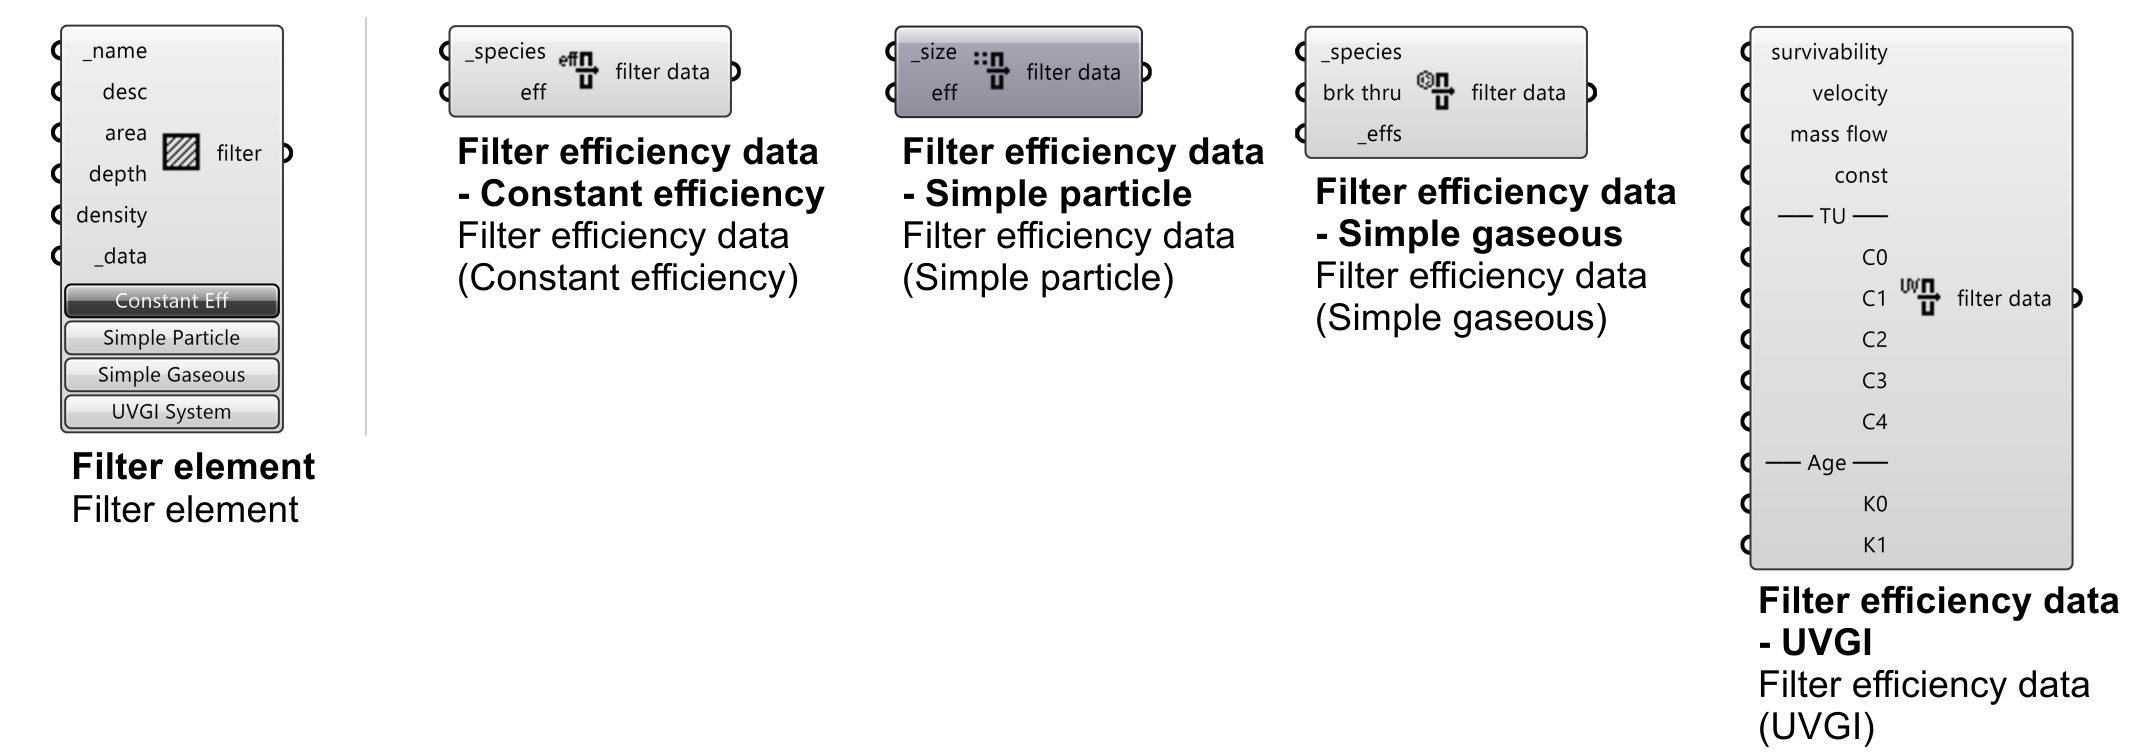 _name
desc
area
depth
density
_data
filter
Constant Eff
Simple Particle
Simple Gaseous
UVGI System
Filter element
Filter element
_species
eff
eff
filter data
Filter efficiency data
- Constant efficiency
Filter efficiency data
(Constant efficiency)
_size
eff
filter data
Filter efficiency data
- Simple particle
Filter efficiency data
(Simple particle)
_species
brk thru
_effs
filter data
Filter efficiency data
- Simple gaseous
Filter efficiency data
(Simple gaseous)
survivability
velocity
mass flow
const
—— TU ——
C0
C1
C2
C3
C4
—— Age ——
K0
K1
UV
filter data
Filter efficiency data
- UVGI
Filter efficiency data
(UVGI)